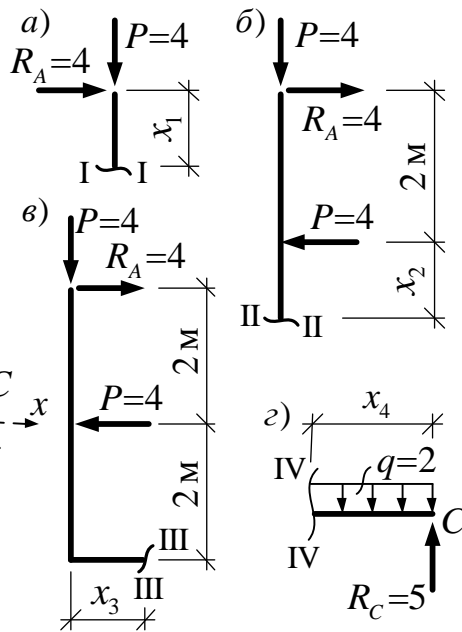 а)
P=4
R_A=4
x_1
I I
б)
P=4
R_A=4
2 м
P=4
x_2
II II
в)
P=4
R_A=4
2 м
C
x
P=4
2 м
III
III
x_3
г)
x_4
IV
q=2
C
IV
R_C=5